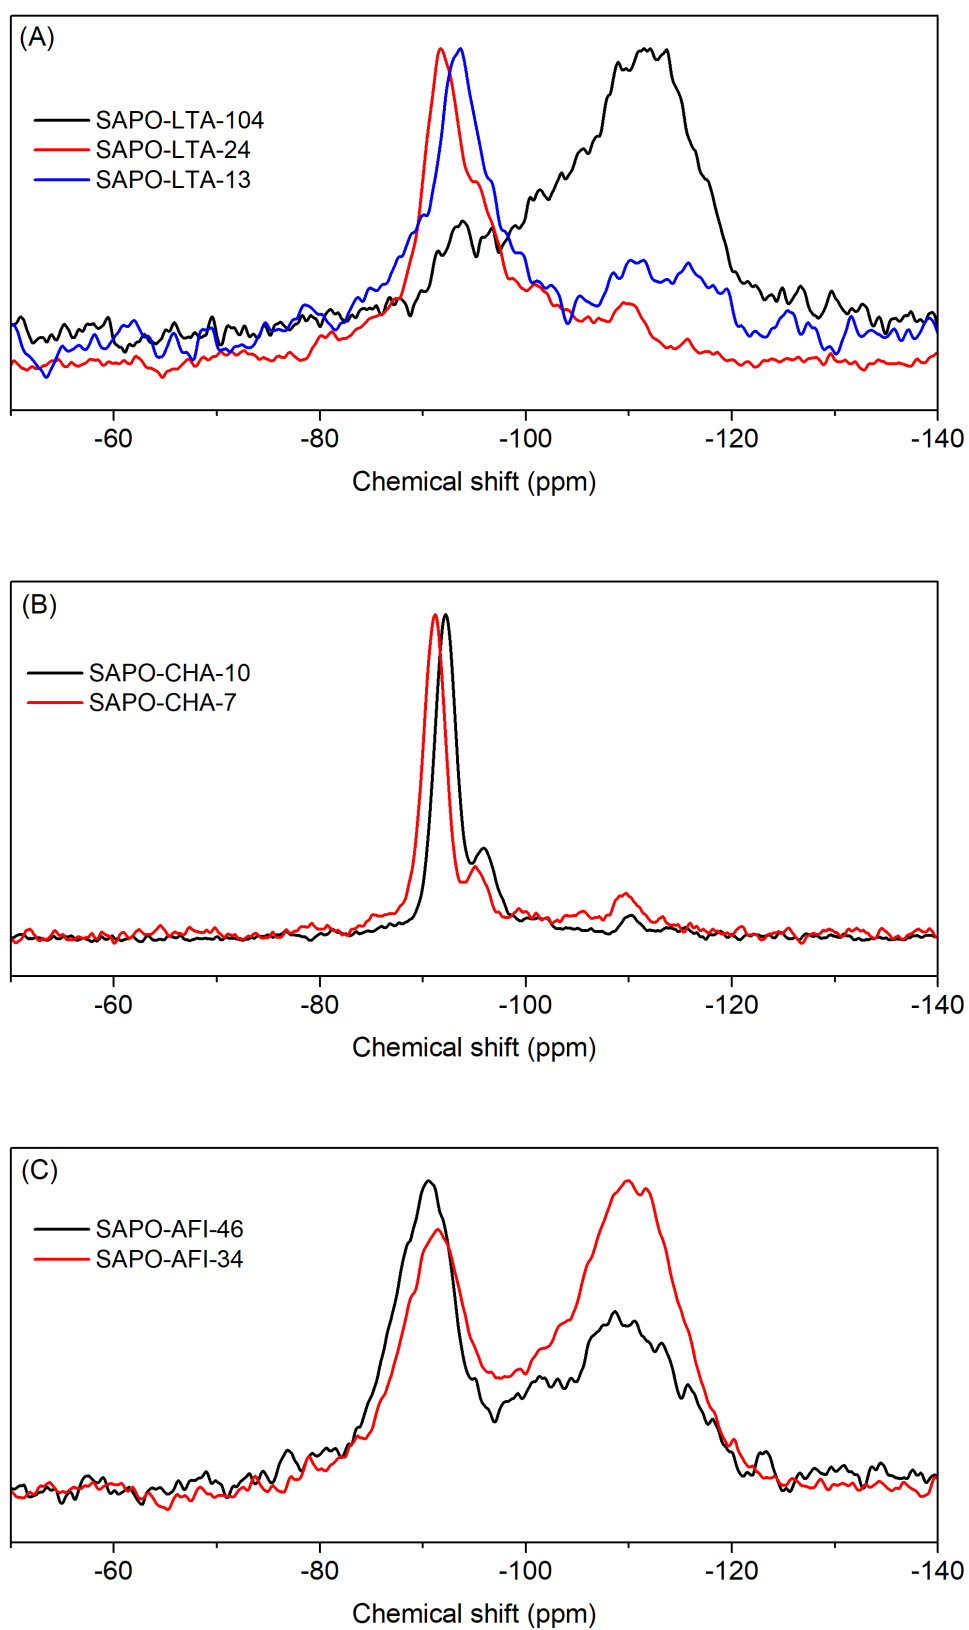 (A)
SAPO-LTA-104
SAPO-LTA-24
SAPO-LTA-13
-60 -80 -100 -120 -140
Chemical shift (ppm)
(B)
SAPO-CHA-10
SAPO-CHA-7
-60 -80 -100 -120 -140
Chemical shift (ppm)
(C)
SAPO-AFI-46
SAPO-AFI-34
-60 -80 -100 -120 -140
Chemical shift (ppm)